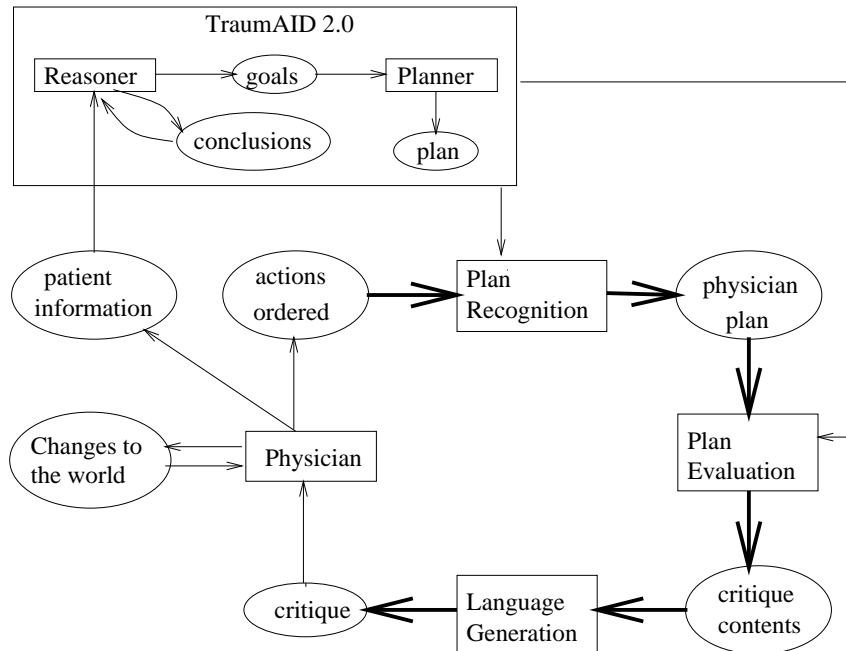 TraumAID 2.0
Reasoner
goals
Planner
conclusions
plan
patient
information
actions
ordered
Plan
Recognition
physician
plan
Changes to
the world
Physician
Plan
Evaluation
critique
Language
Generation
critique
contents